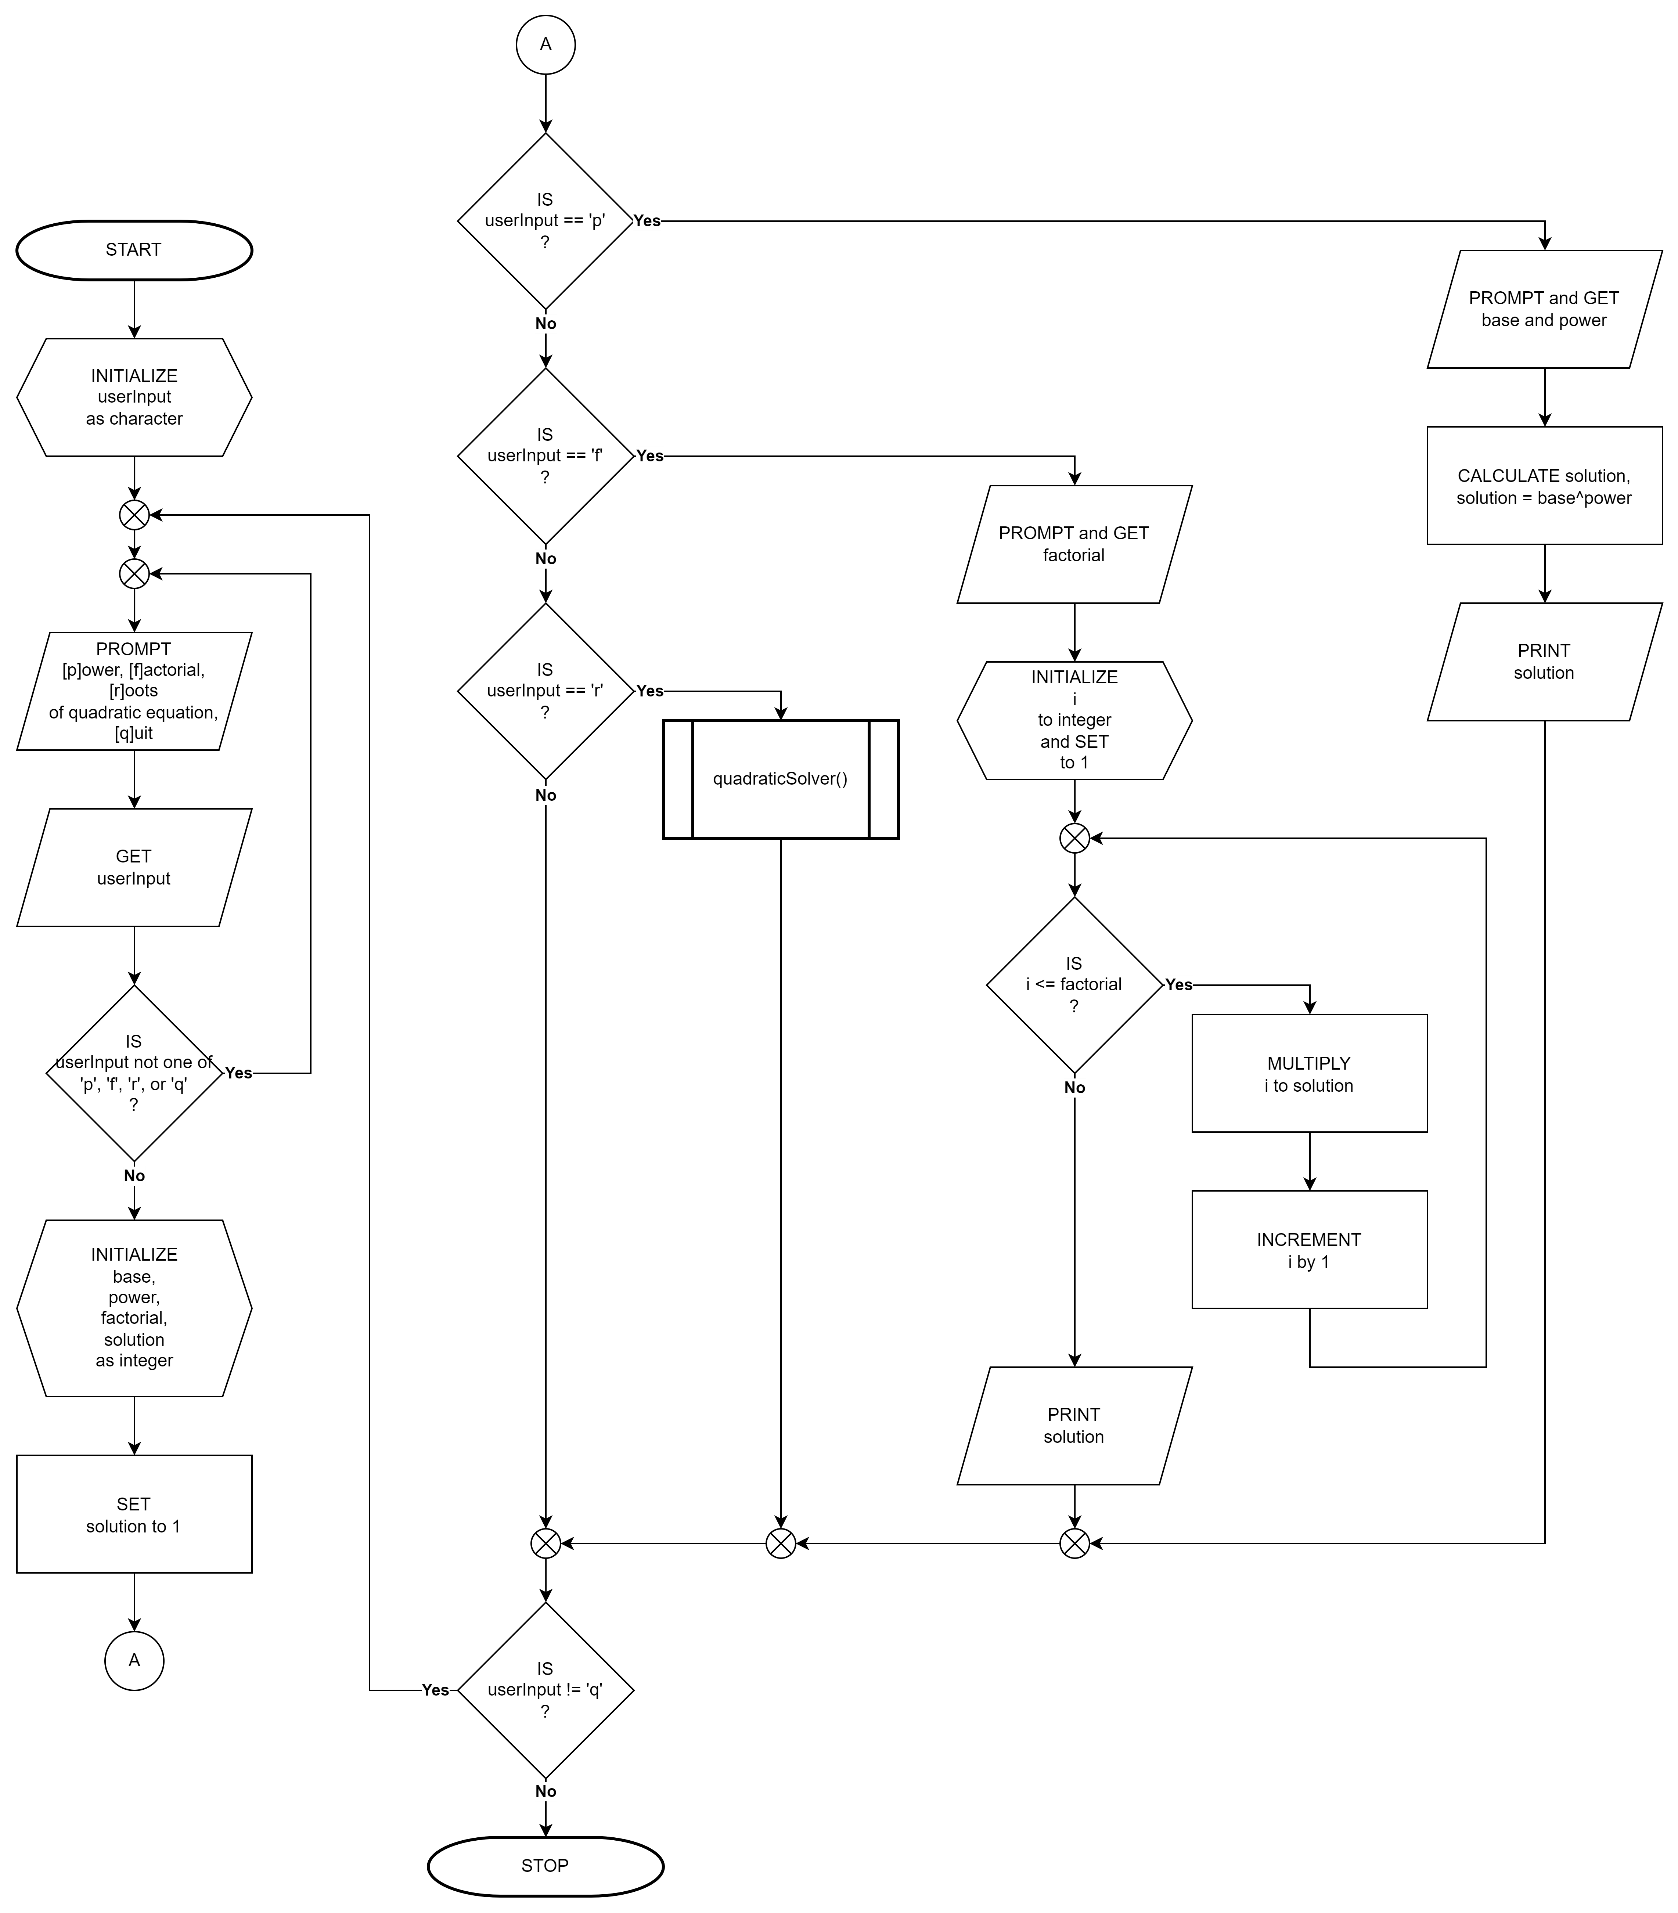 START
INITIALIZE
userInput
as character
PROMPT
[p]ower, [f]actorial,
[r]oots
of quadratic equation,
[q]uit
GET
userInput
IS
userInput not one of
'p', 'f', 'r', or 'q'
?
Yes
No
INITIALIZE
base,
power,
factorial,
solution
as integer
SET
solution to 1
A
A
IS
userInput == 'p'
?
Yes
No
PROMPT and GET
base and power
CALCULATE solution,
solution = base^power
PRINT
solution
IS
userInput == 'f'
?
Yes
No
PROMPT and GET
factorial
INITIALIZE
i
to integer
and SET
to 1
IS
i <= factorial
?
Yes
No
MULTIPLY
i to solution
INCREMENT
i by 1
PRINT
solution
IS
userInput == 'r'
?
Yes
No
quadraticSolver()
IS
userInput != 'q'
?
Yes
No
STOP